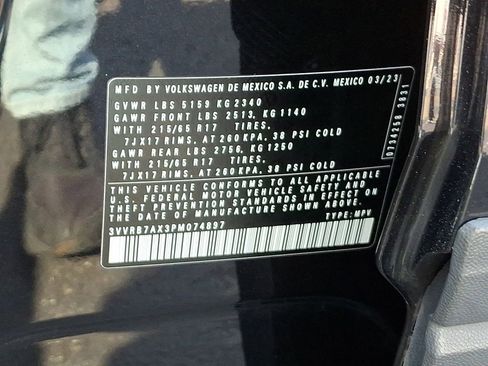 MFD BY VOLKSWAGEN DE MEXICO S.A. DE C.V. MEXICO 03/23
GVWR LBS 5159 KG 2340
GAWR FRONT LBS 2513, KG 1140
WITH 215/65 R17 TIRES.
7JX17 RIMS, AT 260 KPA. 38 PSI COLD
GAWR REAR LBS 2756, KG 1250
WITH 215/65 R17 TIRES.
7JX17 RIMS, AT 260 KPA. 38 PSI COLD
THIS VEHICLE CONFORMS TO ALL APPLICABLE
U.S. FEDERAL MOTOR VEHICLE SAFETY AND
THEFT PREVENTION STANDARDS IN EFFECT ON
THE DATE OF MANUFACTURE SHOWN ABOVE.
3VVRB7AX3PM074897 TYPE: MPV
0734258 3831